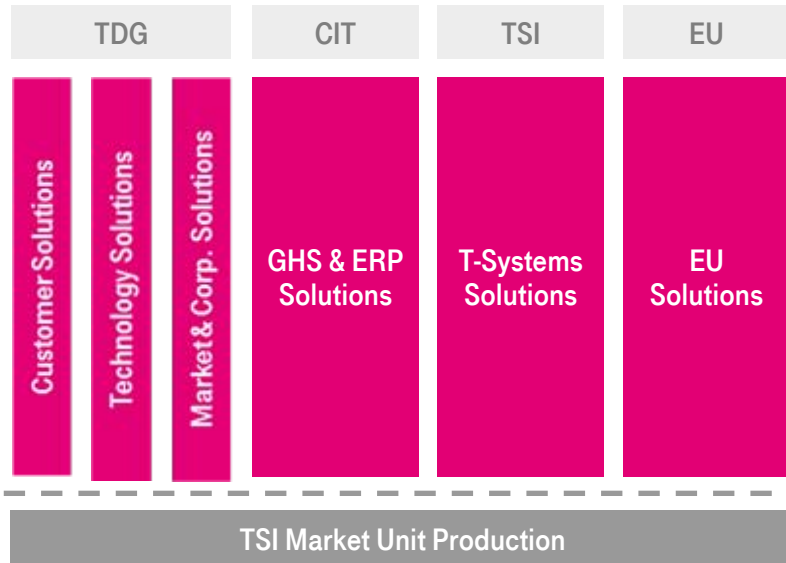 TDG
CIT
TSI
EU
Customer Solutions
Technology Solutions
Market & Corp. Solutions
GHS & ERP
Solutions
T-Systems
Solutions
EU
Solutions
TSI Market Unit Production